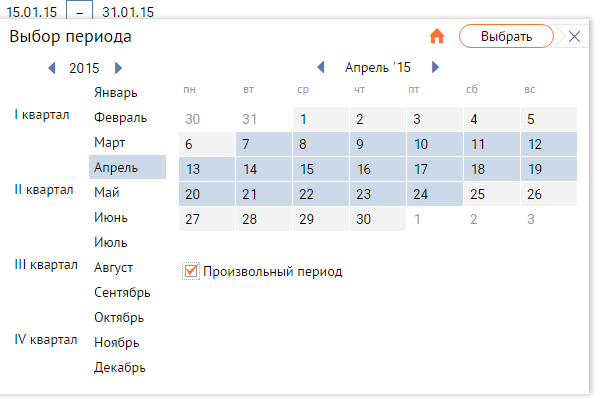 15.01.15 – 31.01.15
Выбор периода
Выбрать
2015
Январь
I квартал
Февраль
Март
Апрель
II квартал
Май
Июнь
Июль
III квартал
Август
Сентябрь
Октябрь
IV квартал
Ноябрь
Декабрь
Апрель '15
пн вт ср чт пт сб вс
30 31 1 2 3 4 5
6 7 8 9 10 11 12
13 14 15 16 17 18 19
20 21 22 23 24 25 26
27 28 29 30 1 2 3
Произвольный период